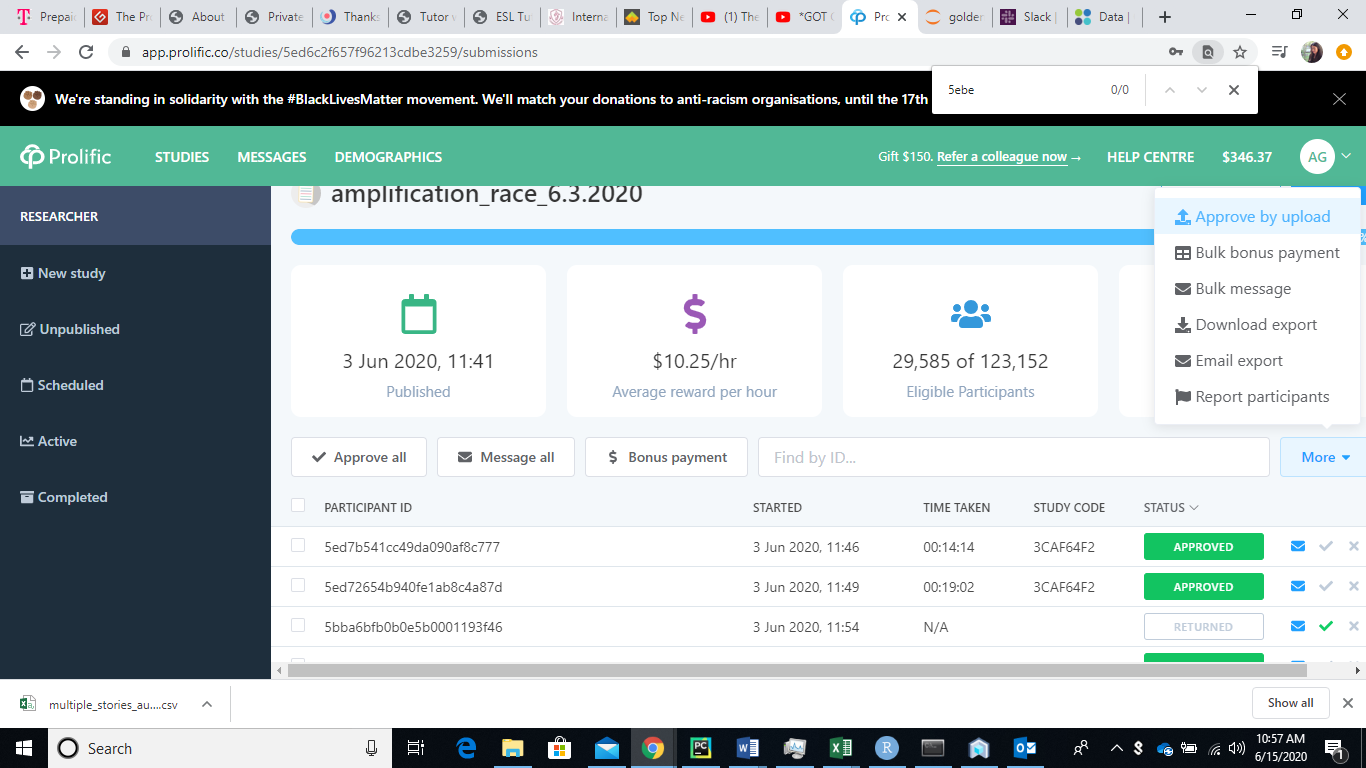 Prepaid
The Pr
About
Private
Thanks
Tutor v
ESL Tu
Interna
Top Ne
(1) The
*GOT
Pro
golden
Slack |
Data |
app.prolific.co/studies/5ed6c2f657f96213cdbe3259/submissions
5ebe 0/0
We're standing in solidarity with the #BlackLivesMatter movement. We'll match your donations to anti-racism organisations, until the 17th
Prolific STUDIES MESSAGES DEMOGRAPHICS Gift $150. Refer a colleague now → HELP CENTRE $346.37 AG
RESEARCHER
New study
Unpublished
Scheduled
Active
Completed
amplification_race_6.3.2020
Approve by upload
Bulk bonus payment
Bulk message
Download export
Email export
Report participants
3 Jun 2020, 11:41
Published
$10.25/hr
Average reward per hour
29,585 of 123,152
Eligible Participants
Approve all Message all Bonus payment Find by ID... More
PARTICIPANT ID STARTED TIME TAKEN STUDY CODE STATUS
5ed7b541cc49da090af8c777 3 Jun 2020, 11:46 00:14:14 3CAF64F2 APPROVED
5ed72654b940fe1ab8c4a87d 3 Jun 2020, 11:49 00:19:02 3CAF64F2 APPROVED
5bba6bfb0b0e5b0001193f46 3 Jun 2020, 11:54 N/A RETURNED
multiple_stories_au....csv Show all
Search
10:57 AM
6/15/2020
1